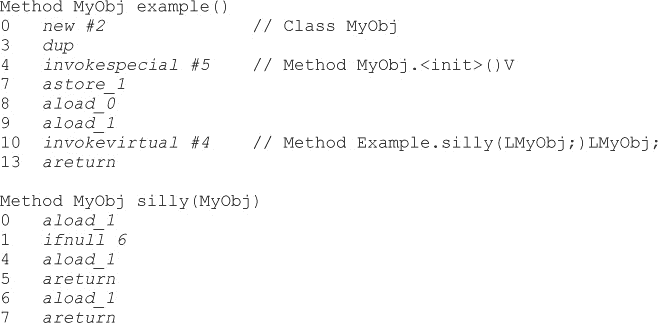 Method MyObj example()
0 new #2 // Class MyObj
3 dup
4 invokespecial #5 // Method MyObj.<init>()V
7 astore_1
8 aload_0
9 aload_1
10 invokevirtual #4 // Method Example.silly(LMyObj;)LMyObj;
13 areturn
Method MyObj silly(MyObj)
0 aload_1
1 ifnull 6
4 aload_1
5 areturn
6 aload_1
7 areturn